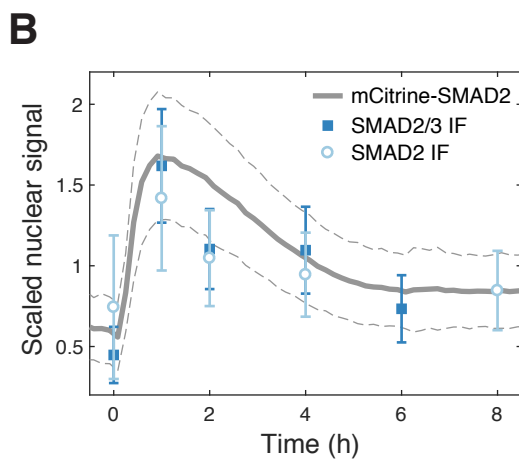 B
Scaled nuclear signal
2
1.5
1
0.5
mCitrine-SMAD2
SMAD2/3 IF
SMAD2 IF
0 2 4 6 8
Time (h)